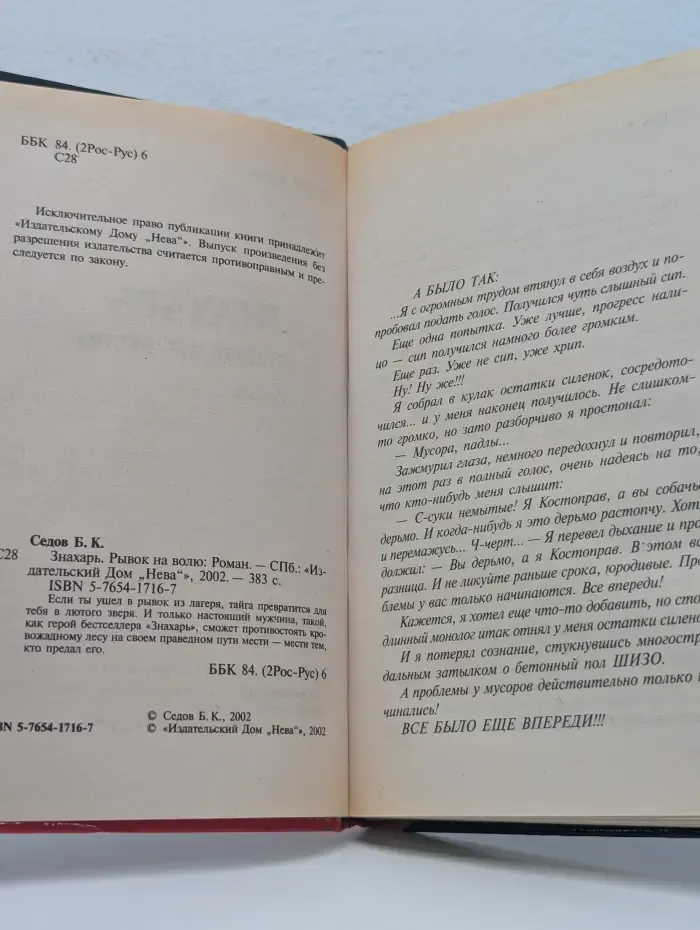 ББК 84. (2Рос-Рус) 6
С28
Исключительное право публикации книги принадлежит
«Издательскому Дому „Нева“». Выпуск произведения без
разрешения издательства считается противоправным и пре-
следуется по закону.
Седов Б. К.
С28
Знахарь. Рывок на волю: Роман. — СПб.: «Из-
дательский Дом „Нева“», 2002. — 383 с.
ISBN 5-7654-1716-7
Если ты ушел в рывок из лагеря, тайга превратится для
тебя в лютого зверя. И только настоящий мужчина, такой,
как герой бестселлера «Знахарь», сможет противостоять кро-
вожадному лесу на своем праведном пути мести — мести тем,
кто предал его.
ББК 84. (2Рос-Рус) 6
BN 5-7654-1716-7
© Седов Б. К., 2002
© «Издательский Дом „Нева“», 2002
А БЫЛО ТАК:
...Я с огромным трудом втянул в себя воздух и по-
пробовал подать голос. Получился чуть слышный сип.
Еще одна попытка. Уже лучше, прогресс нали-
цо — сип получился намного более громким.
Еще раз. Уже не сип, уже хрип.
Ну! Ну же!!!
Я собрал в кулак остатки силенок, сосредото-
чился... и у меня наконец получилось. Не слишком-
то громко, но зато разборчиво я простонал:
— Мусора, падлы...
Зажмурил глаза, немного передохнул и повторил,
на этот раз в полный голос, очень надеясь на то,
что кто-нибудь меня слышит:
— С-суки немытые! Я Костоправ, а вы собачье
дерьмо. И когда-нибудь я это дерьмо растопчу. Хот
и перемажусь... Ч-черт... — Я перевел дыхание и про
должил: — Вы дерьмо, а я Костоправ. В этом вс
разница. И не ликуйте раньше срока, юродивые. Про
блемы у вас только начинаются. Все впереди!
Кажется, я хотел еще что-то добавить, но сто
длинный монолог итак отнял у меня остатки силено
И я потерял сознание, стукнувшись многостр
дальным затылком о бетонный пол ШИЗО.
А проблемы у мусоров действительно только н
чинались!
ВСЕ БЫЛО ЕЩЕ ВПЕРЕДИ!!!